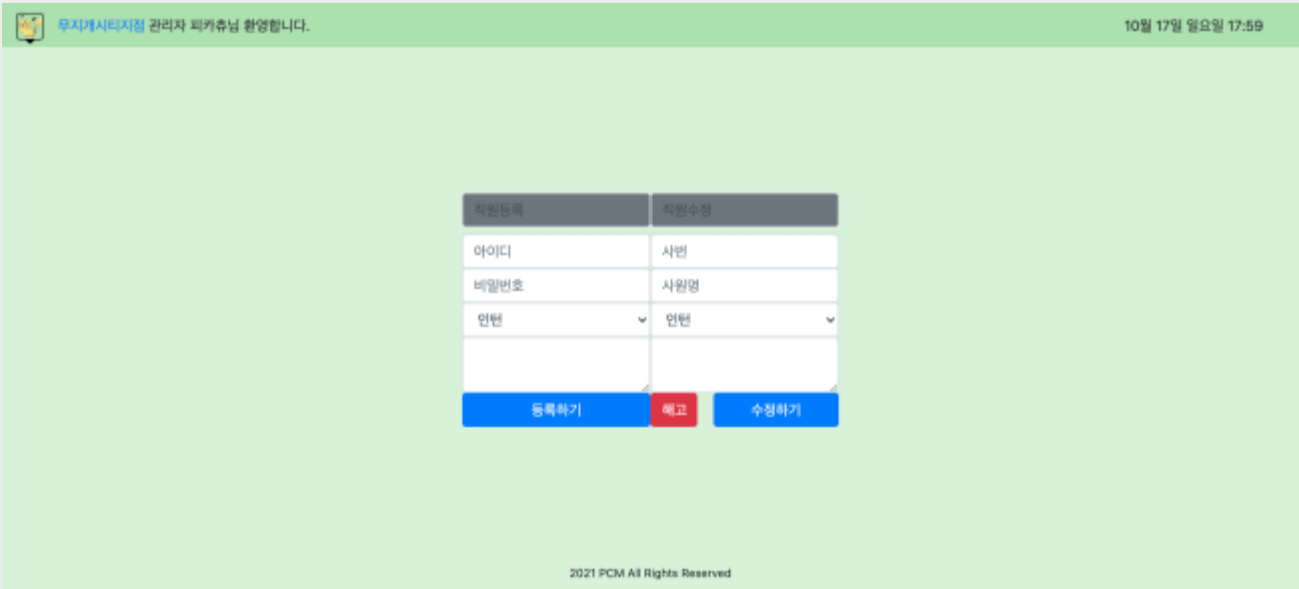 무지개시티지점 관리자 피카츄님 환영합니다.
10월 17일 일요일 17:59
직원등록 직원수정
아이디 사번
비밀번호 사원명
인턴 인턴
등록하기 해고 수정하기
2021 PCM All Rights Reserved